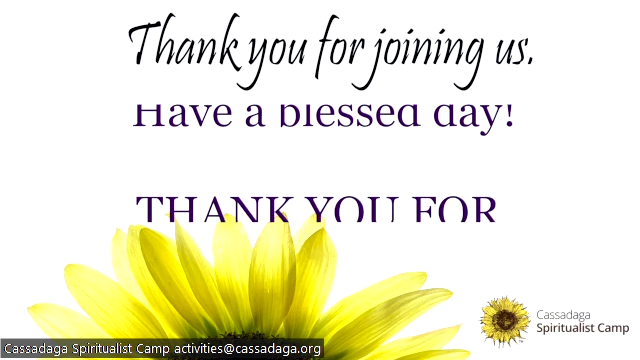 Thank you for joining us.
Have a blessed day!
THANK YOU FOR
Cassadaga
Spiritualist Camp
Cassadaga Spiritualist Camp activities@cassadaga.org